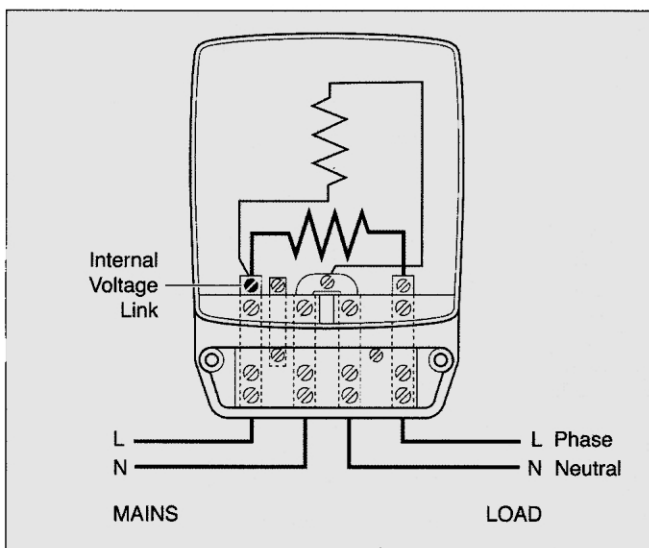 Internal
Voltage
Link
L
L Phase
N
N Neutral
MAINS
LOAD